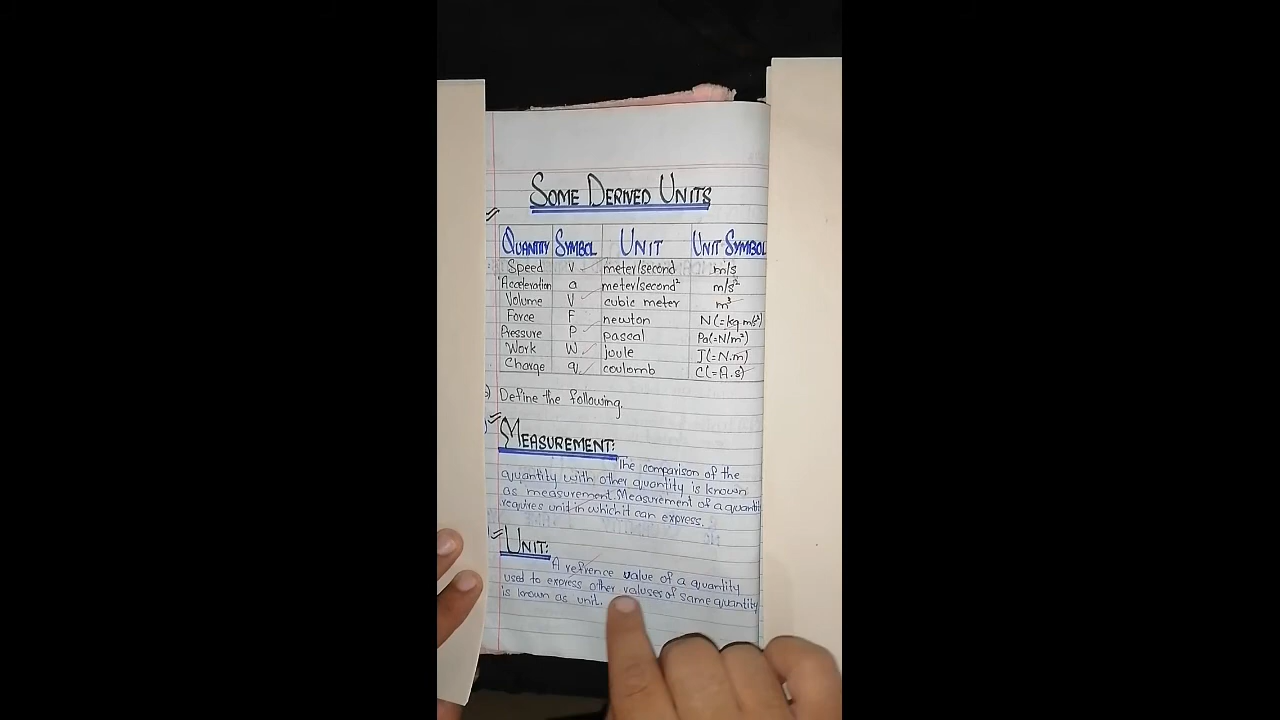 SOME DERIVED UNITS
QUANTITY SYMBOL UNIT UNIT SYMBOL
Speed v meter/second m/s
Acceleration a meter/second² m/s²
Volume V cubic meter m³
Force F newton N(=kg.m/s²)
Pressure P pascal Pa(=N/m²)
Work W joule J(=N.m)
Charge q coulomb C(=A.s)
Define the following.
MEASUREMENT:
The comparison of the
quantity with other quantity is known
as measurement. Measurement of a quantit
requires unit in which it can express.
UNIT:
A refrence value of a quantity
used to express other valuses of same quantity
is known as unit.